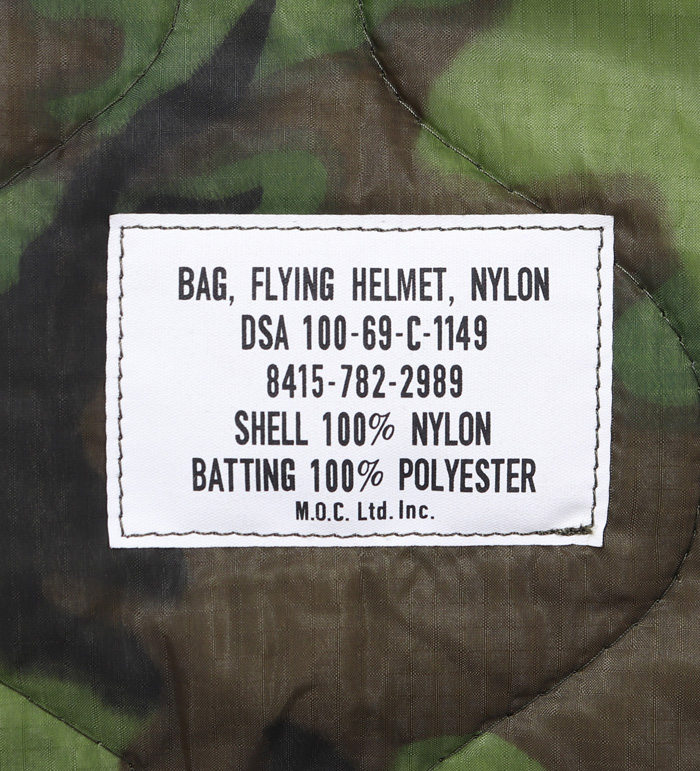 BAG, FLYING HELMET, NYLON
DSA 100-69-C-1149
8415-782-2989
SHELL 100% NYLON
BATTING 100% POLYESTER
M.O.C. Ltd. Inc.